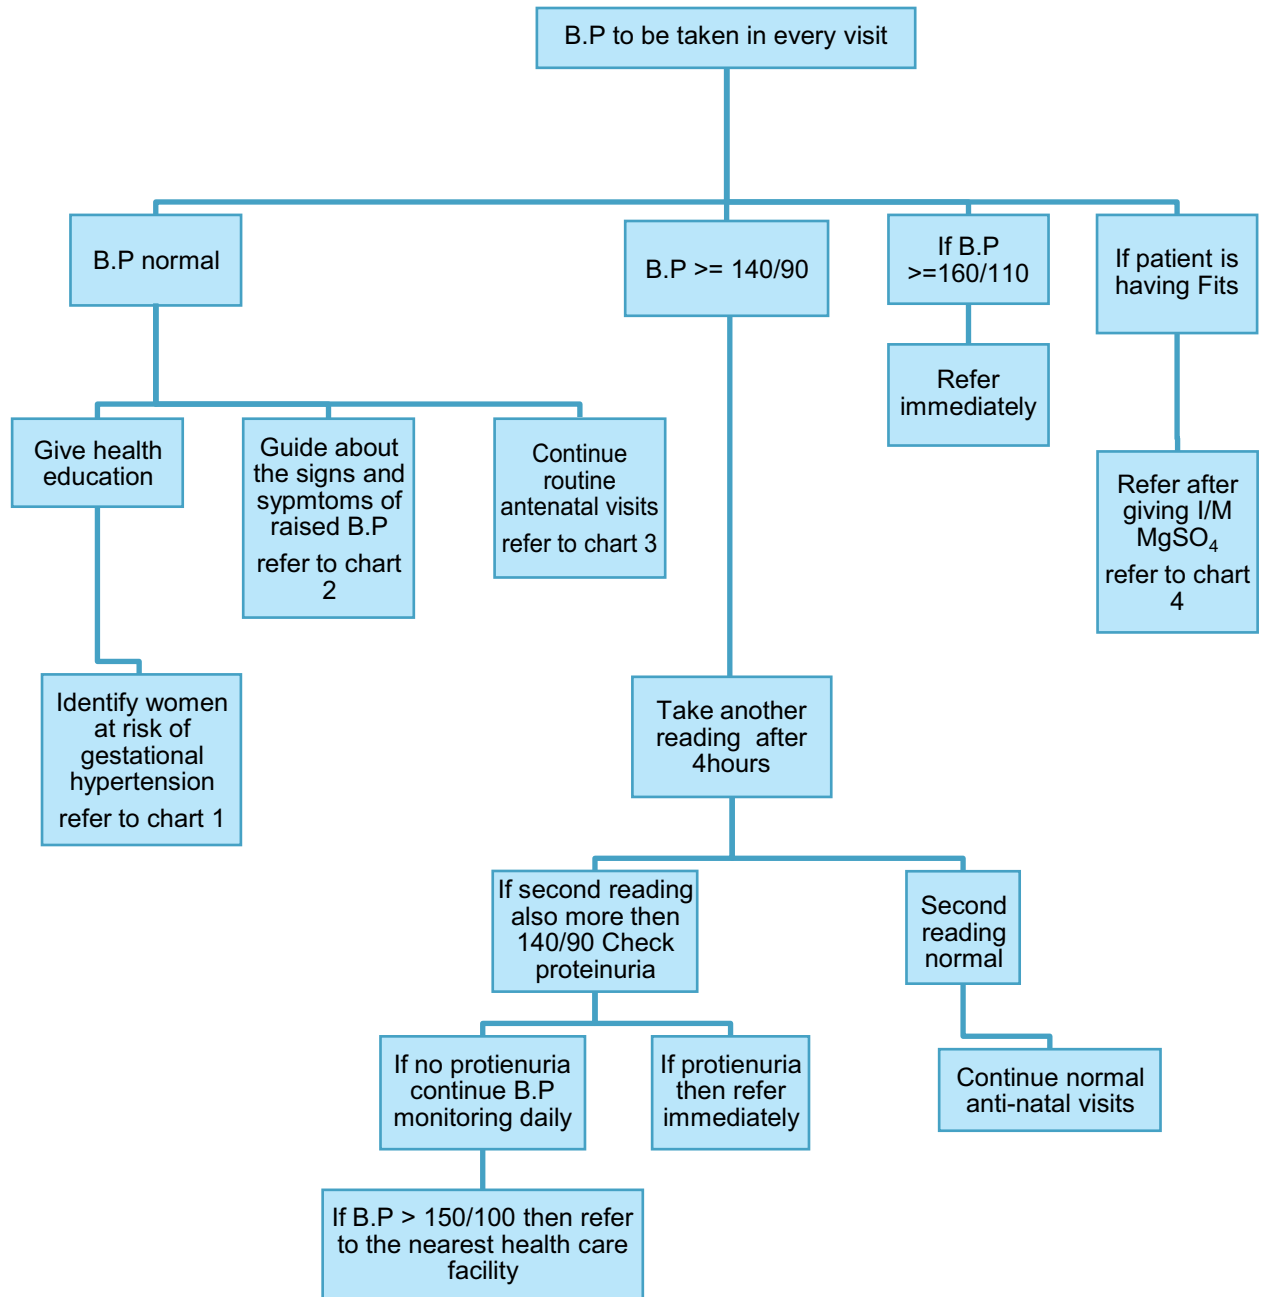 B.P to be taken in every visit
B.P normal
B.P >= 140/90
If B.P
>=160/110
If patient is
having Fits
Refer
immediately
Give health
education
Guide about
the signs and
sypmtoms of
raised B.P
refer to chart
2
Continue
routine
antenatal visits
refer to chart 3
Refer after
giving I/M
MgSO₄
refer to chart
4
Identify women
at risk of
gestational
hypertension
refer to chart 1
Take another
reading after
4hours
If second reading
also more then
140/90 Check
proteinuria
Second
reading
normal
If no protienuria
continue B.P
monitoring daily
If protienuria
then refer
immediately
Continue normal
anti-natal visits
If B.P > 150/100 then refer
to the nearest health care
facility